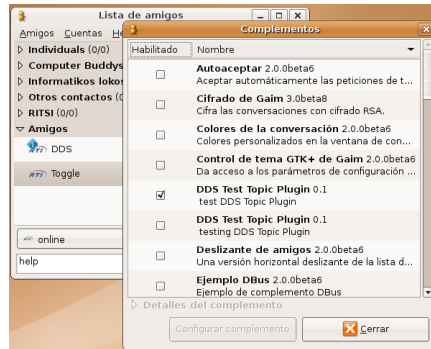 Lista de amigos
Amigos Cuentas He
Individuals (0/0)
Computer Buddys
Informatikos lokos
Otros contactos (0
RITSI (0/0)
Amigos
RTI DDS
RTI Toggle
online
help
Complementos
Habilitado Nombre
Autoaceptar 2.0.0beta6
Aceptar automáticamente las peticiones de t...
Cifrado de Gaim 3.0beta8
Cifra las conversaciones con cifrado RSA.
Colores de la conversación 2.0.0beta6
Colores personalizados en la ventana de con...
Control de tema GTK+ de Gaim 2.0.0beta6
Da acceso a los parámetros de configuración ...
DDS Test Topic Plugin 0.1
test DDS Topic Plugin
DDS Test Topic Plugin 0.1
testing DDS Topic Plugin
Deslizante de amigos 2.0.0beta6
Una versión horizontal deslizante de la lista d...
Ejemplo DBus 2.0.0beta6
Ejemplo de complemento DBus
Detalles del complemento
Configurar complemento Cerrar